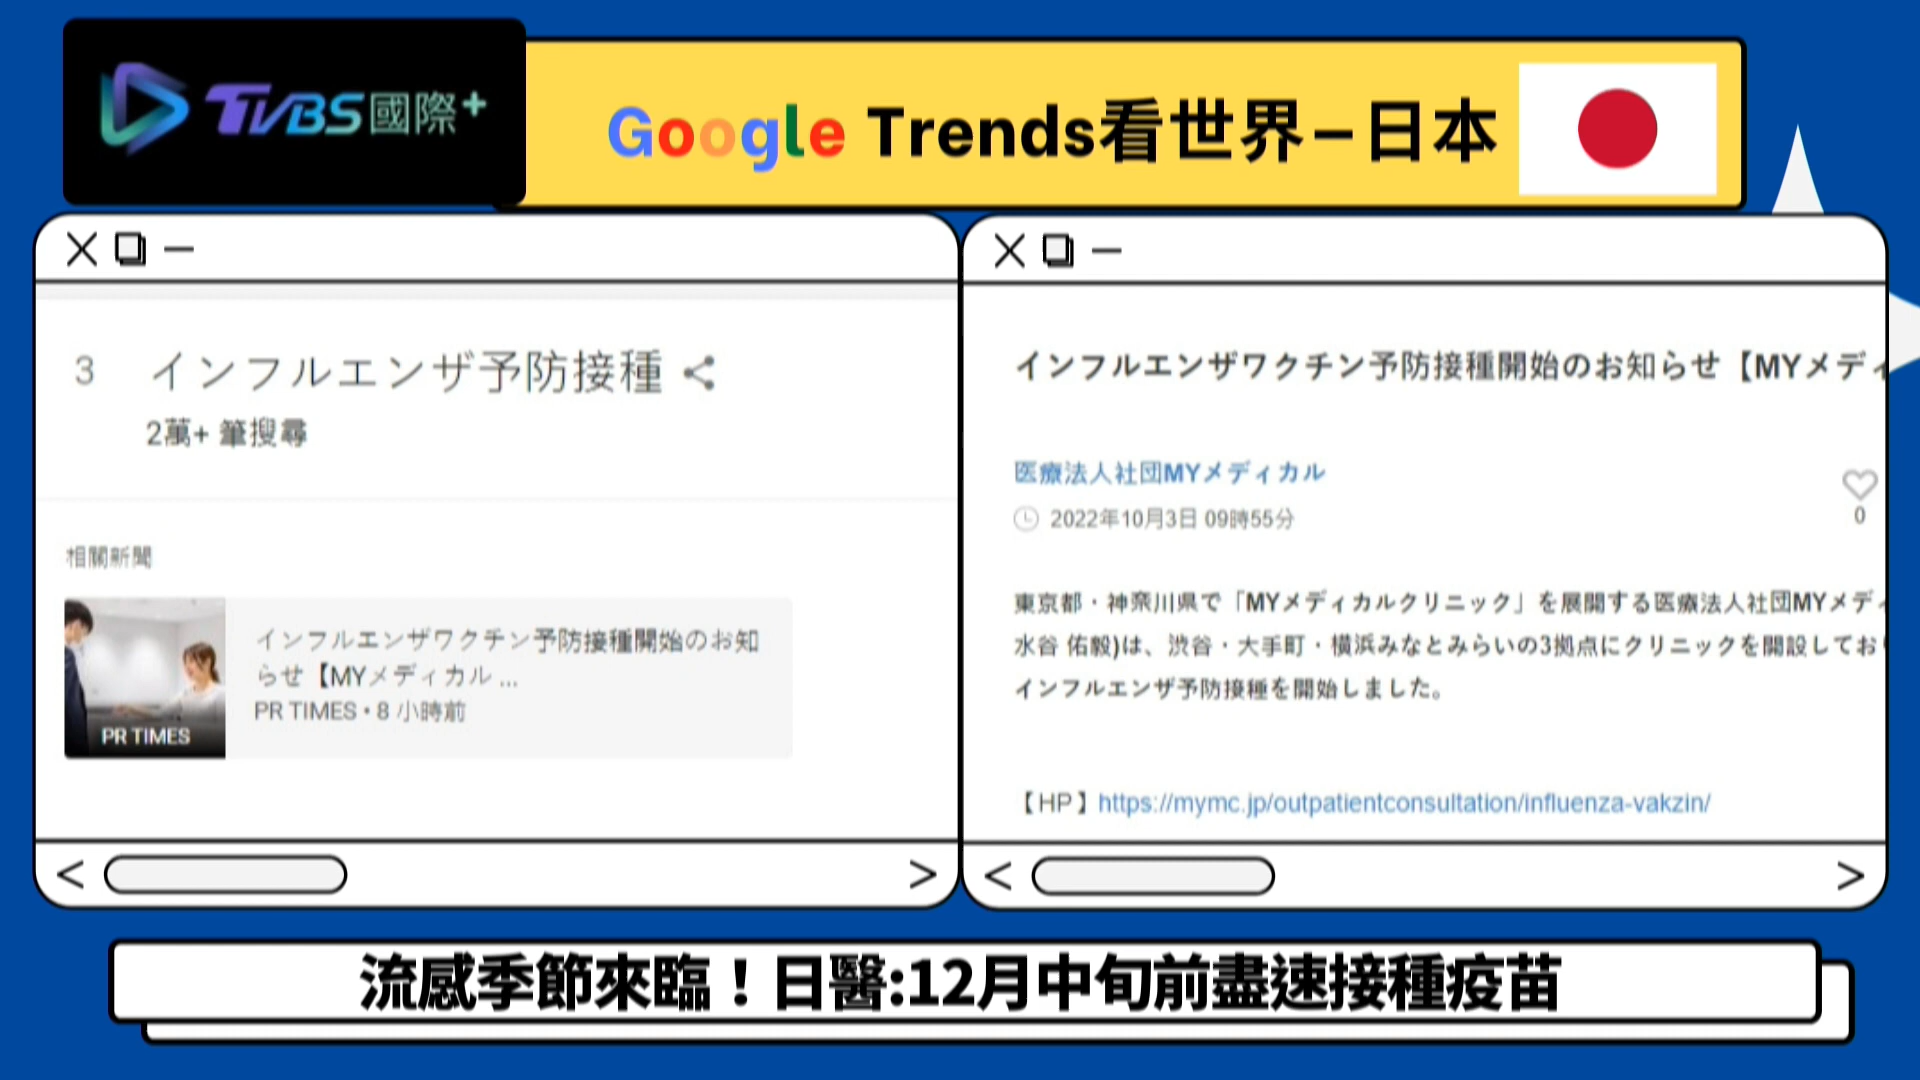 TVBS國際+
Google Trends看世界－日本
3 インフルエンザ予防接種
2萬+ 筆搜尋
相關新聞
インフルエンザワクチン予防接種開始のお知
らせ【MYメディカル ...
PR TIMES • 8 小時前
PR TIMES
インフルエンザワクチン予防接種開始のお知らせ【MYメディ
医療法人社団MYメディカル
2022年10月3日 09時55分
0
東京都・神奈川県で「MYメディカルクリニック」を展開する医療法人社団MYメディ
水谷 佑毅)は、渋谷・大手町・横浜みなとみらいの3拠点にクリニックを開設してお
インフルエンザ予防接種を開始しました。
【HP】https://mymc.jp/outpatientconsultation/influenza-vakzin/
流感季節來臨！日醫:12月中旬前盡速接種疫苗